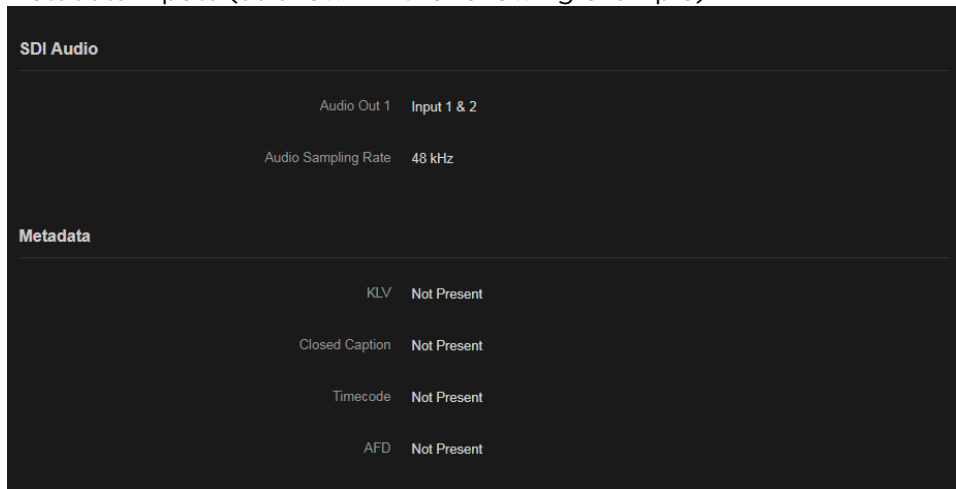 SDI Audio
Audio Out 1 Input 1 & 2
Audio Sampling Rate 48 kHz
Metadata
KLV Not Present
Closed Caption Not Present
Timecode Not Present
AFD Not Present